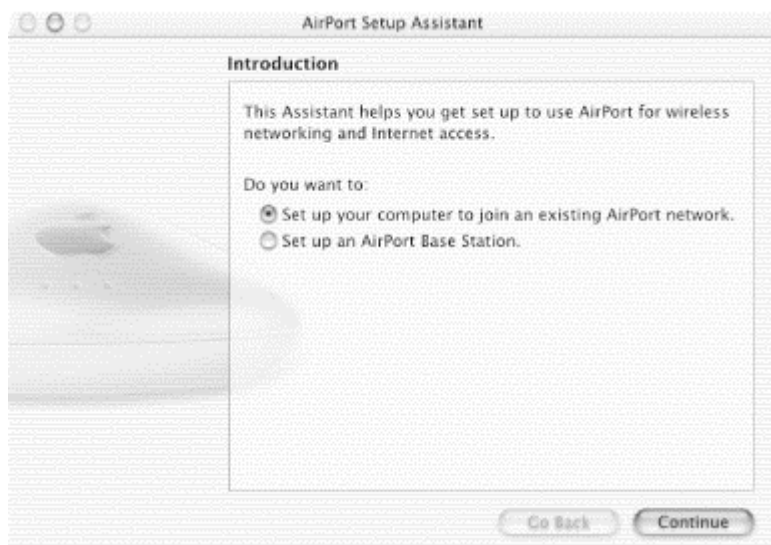 AirPort Setup Assistant
Introduction
This Assistant helps you get set up to use AirPort for wireless
networking and Internet access.
Do you want to:
Set up your computer to join an existing AirPort network.
Set up an AirPort Base Station.
Go Back
Continue